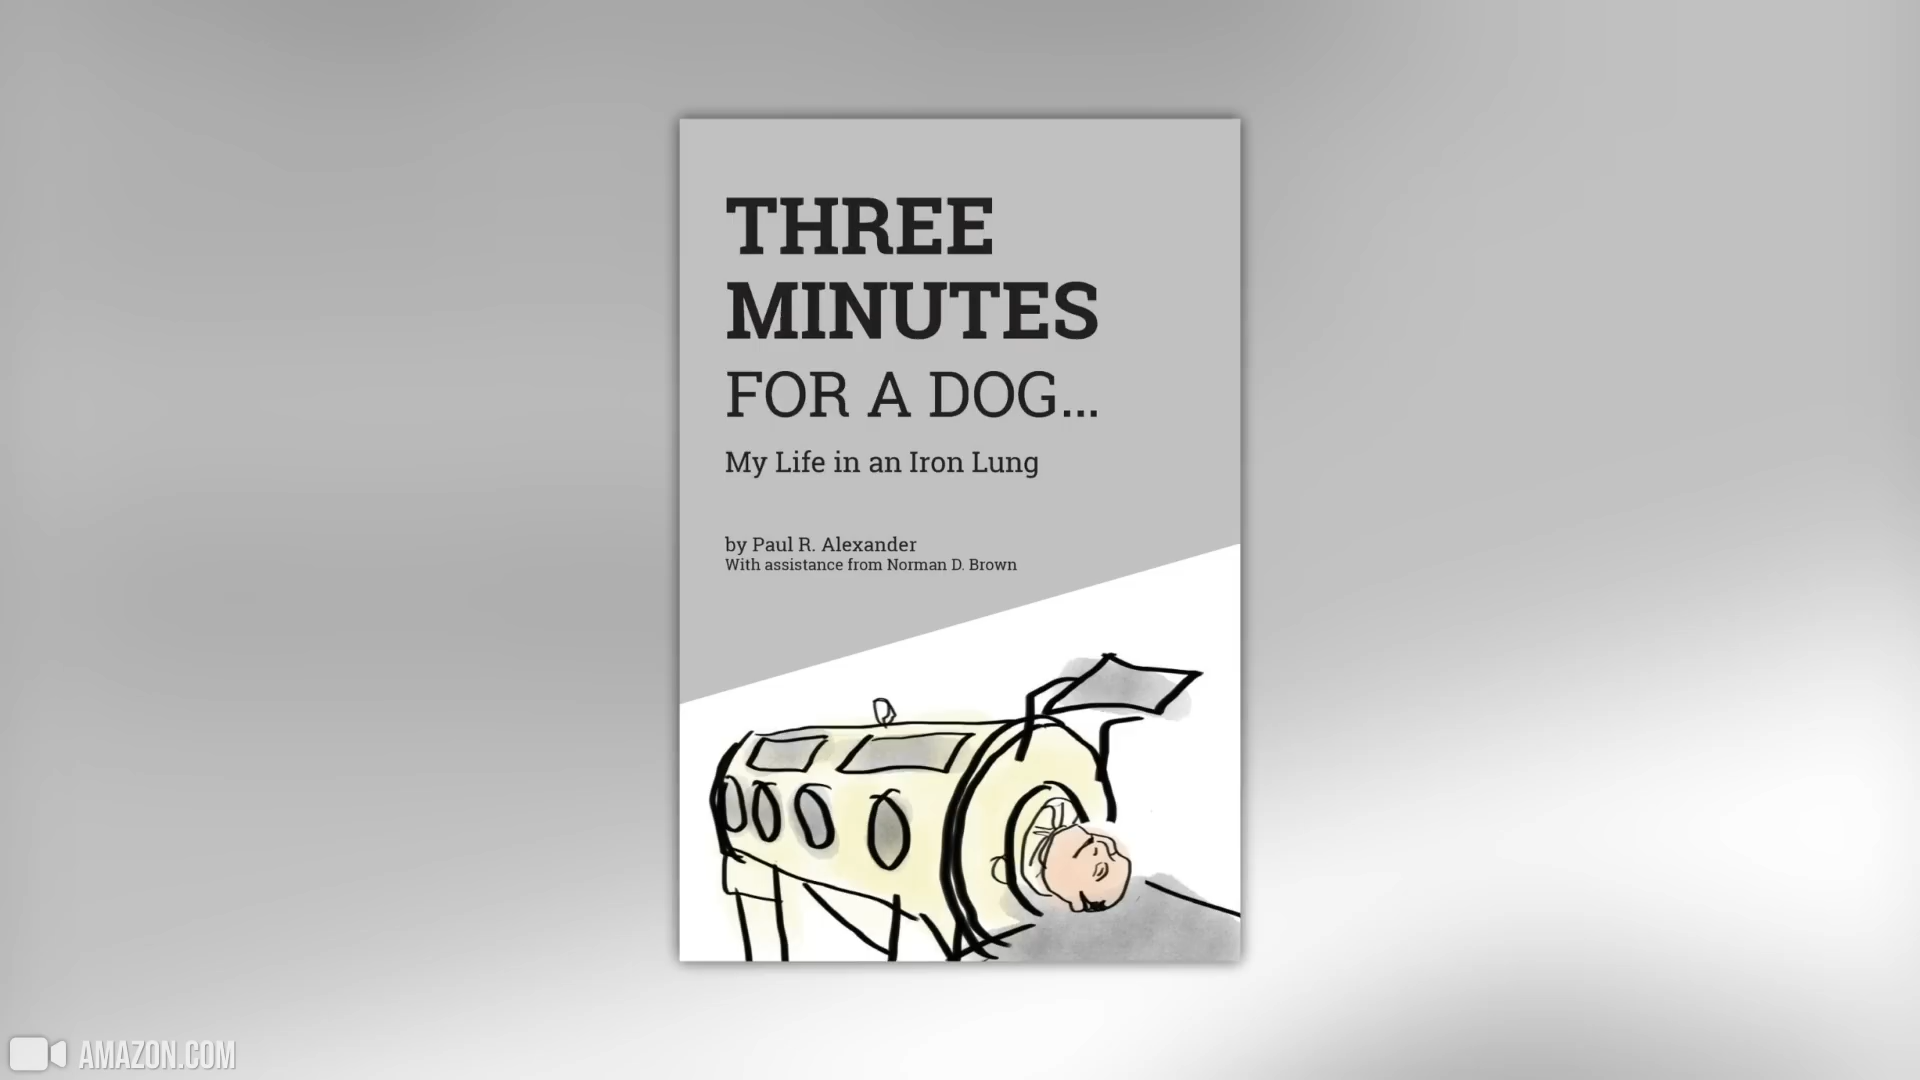 THREE
MINUTES
FOR A DOG...
My Life in an Iron Lung
by Paul R. Alexander
With assistance from Norman D. Brown
AMAZON.COM